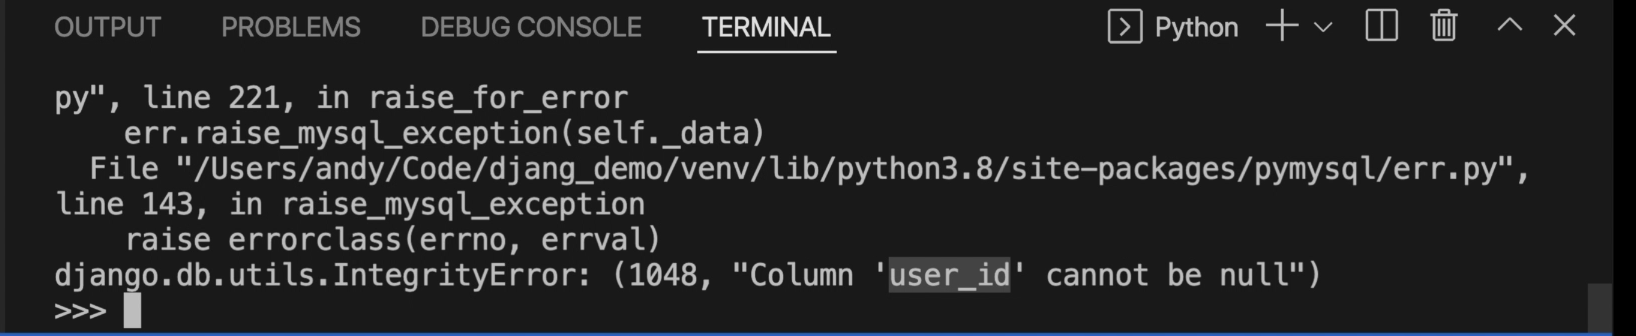 OUTPUT PROBLEMS DEBUG CONSOLE TERMINAL Python
py", line 221, in raise_for_error
    err.raise_mysql_exception(self._data)
  File "/Users/andy/Code/djang_demo/venv/lib/python3.8/site-packages/pymysql/err.py",
line 143, in raise_mysql_exception
    raise errorclass(errno, errval)
django.db.utils.IntegrityError: (1048, "Column 'user_id' cannot be null")
>>>